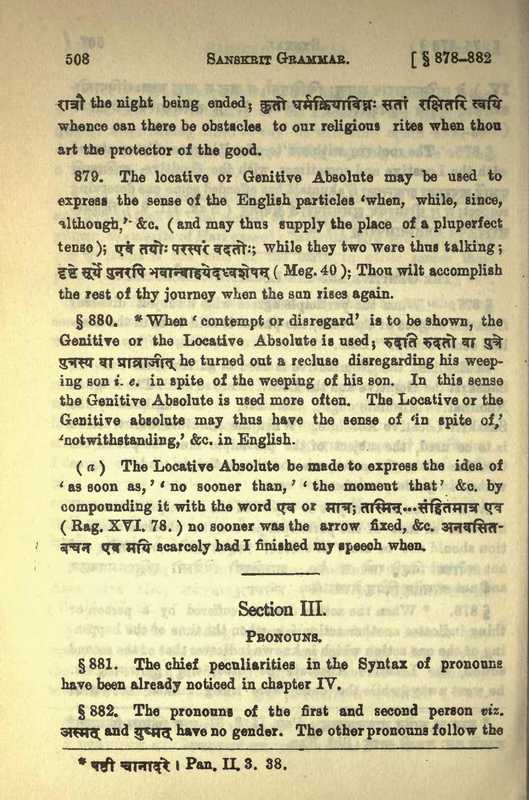 508 SANSKRIT GRAMMAR. [ § 878-882
रात्रौ the night being ended; कुतो धर्मक्रियाविघ्नः सतां रक्षितरि त्वयि
whence can there be obstacles to our religious rites when thou
art the protector of the good.
879. The locative or Genitive Absolute may be used to
express the sense of the English particles ‘when, while, since,
although,’ &c. ( and may thus supply the place of a pluperfect
tense ); एवं तयोः परस्परं वदतोः; while they two were thus talking;
दृष्टे सूर्ये पुनरपि भवान्वाहयेदध्वशेषम् ( Meg. 40 ); Thou wilt accomplish
the rest of thy journey when the sun rises again.
§ 880. * When ‘ contempt or disregard’ is to be shown, the
Genitive or the Locative Absolute is used; रुदति रुदतो वा पुत्रे
पुत्रस्य वा प्राव्राजीत् he turned out a recluse disregarding his weep-
ing son i. e. in spite of the weeping of his son. In this sense
the Genitive Absolute is used more often. The Locative or the
Genitive absolute may thus have the sense of ‘in spite of,’
‘notwithstanding,’ &c. in English.
( a ) The Locative Absolute be made to express the idea of
‘ as soon as,’ ‘ no sooner than,’ ‘ the moment that’ &c. by
compounding it with the word एव or मात्र; तस्मिन्...संहितमात्र एव
( Rag. XVI. 78. ) no sooner was the arrow fixed, &c. अनवसित-
वचन एव मयि scarcely had I finished my speech when.
Section III.
PRONOUNS.
§ 881. The chief peculiarities in the Syntax of pronouns
have been already noticed in chapter IV.
§ 882. The pronouns of the first and second person viz.
अस्मत् and युष्मत् have no gender. The other pronouns follow the
* षष्ठी चानादरे । Pan. II. 3. 38.